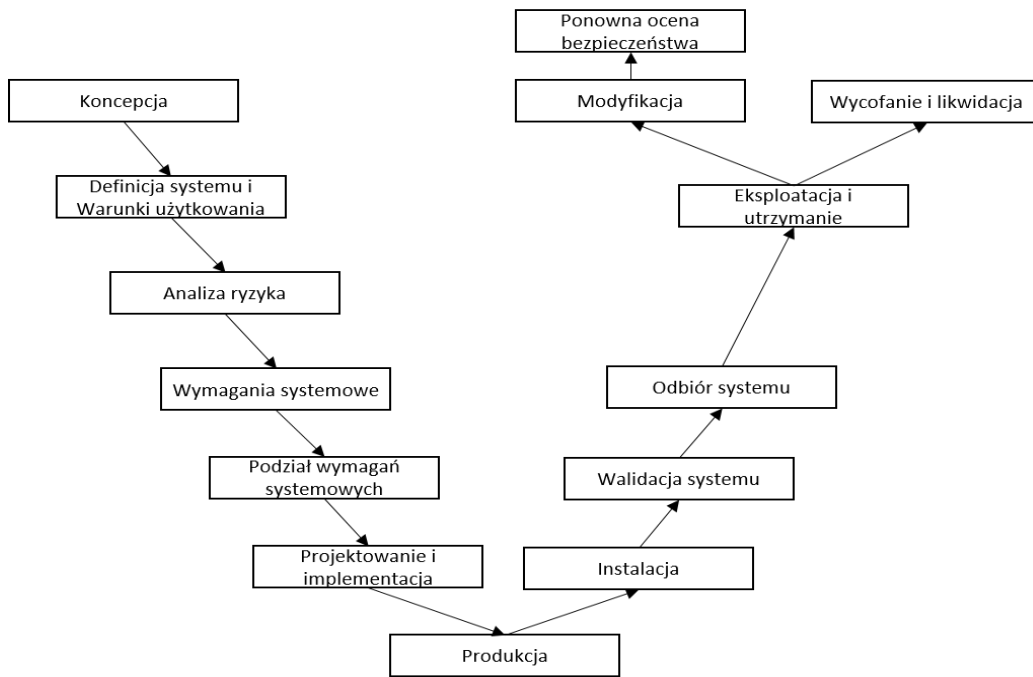 Koncepcja
Definicja systemu i
Warunki użytkowania
Analiza ryzyka
Wymagania systemowe
Podział wymagań
systemowych
Projektowanie i
implementacja
Produkcja
Instalacja
Walidacja systemu
Odbiór systemu
Eksploatacja i
utrzymanie
Modyfikacja
Ponowna ocena
bezpieczeństwa
Wycofanie i likwidacja